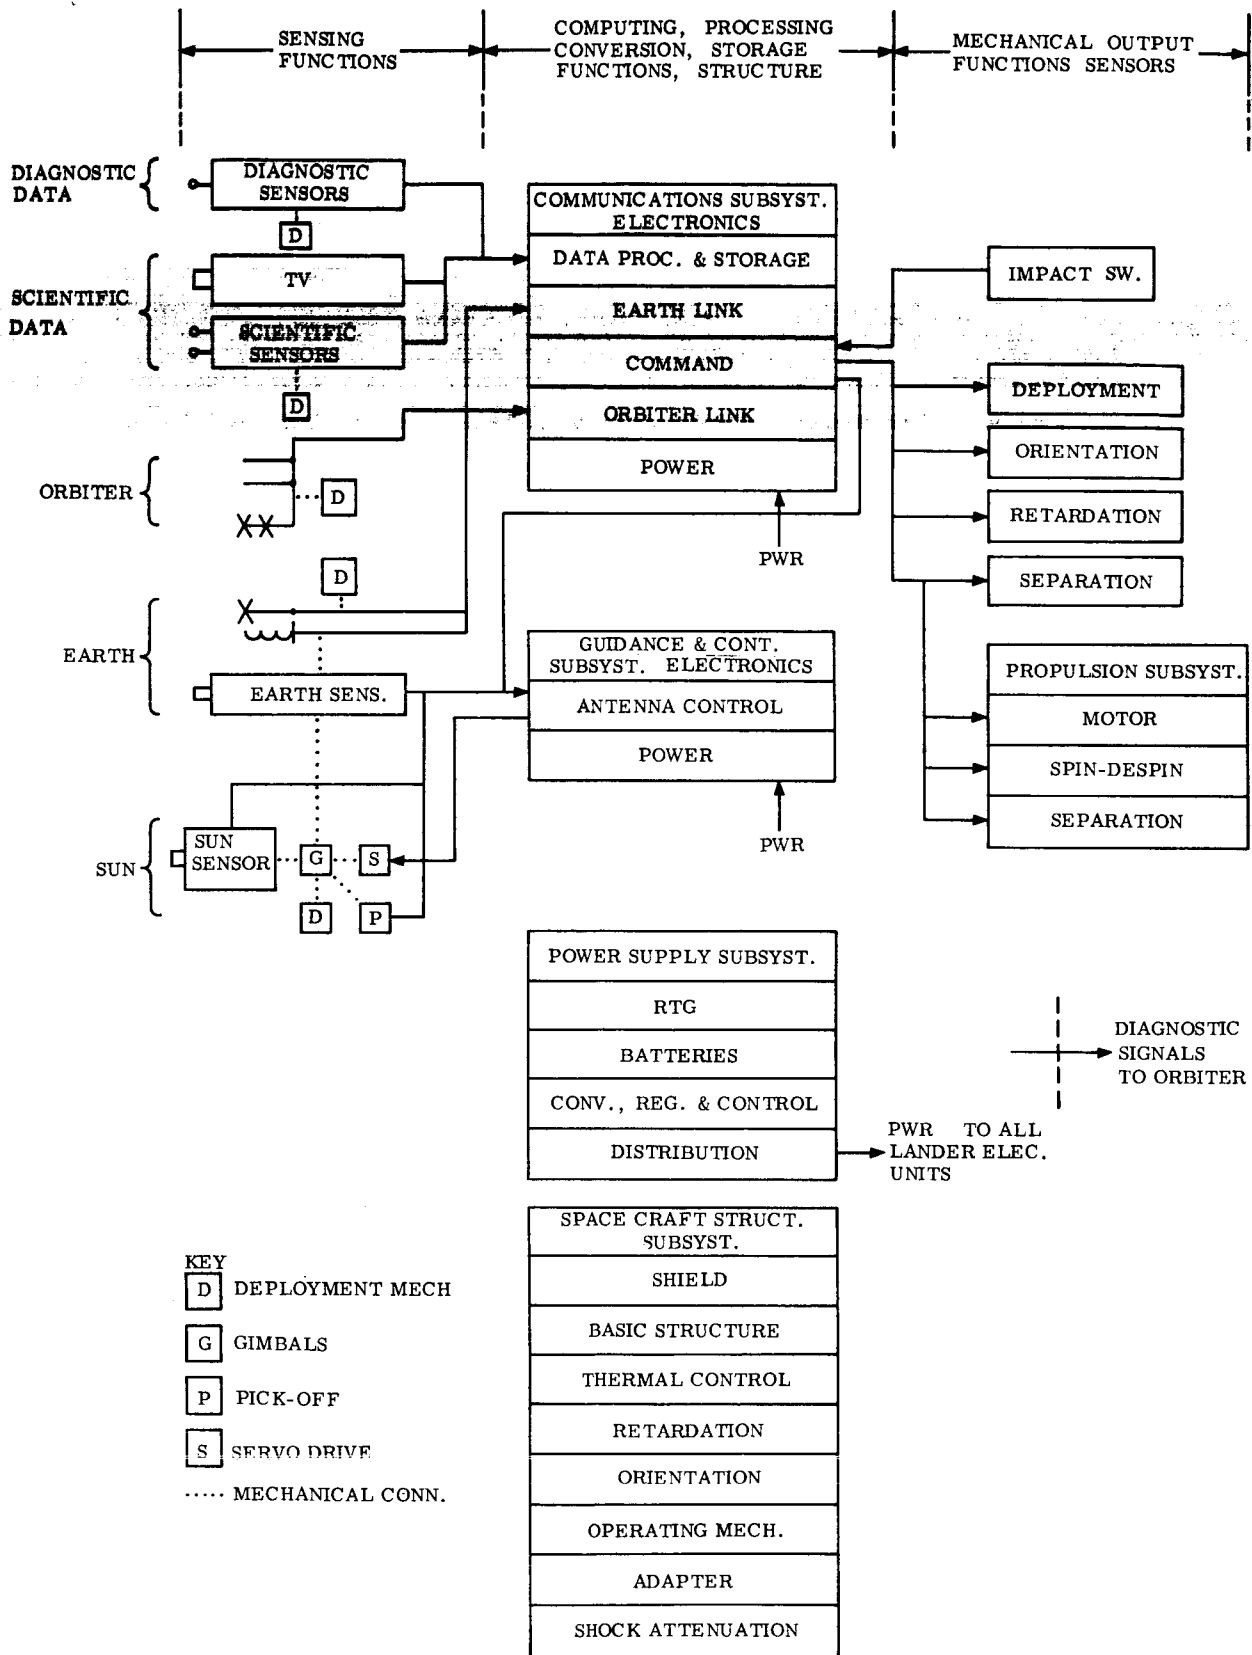 SENSING
FUNCTIONS
COMPUTING, PROCESSING
CONVERSION, STORAGE
FUNCTIONS, STRUCTURE
MECHANICAL OUTPUT
FUNCTIONS SENSORS
DIAGNOSTIC
DATA
DIAGNOSTIC
SENSORS
D
SCIENTIFIC
DATA
TV
SCIENTIFIC
SENSORS
D
ORBITER
D
D
EARTH
EARTH SENS.
SUN
SUN
SENSOR
G
S
D
P
COMMUNICATIONS SUBSYST.
ELECTRONICS
DATA PROC. & STORAGE
EARTH LINK
COMMAND
ORBITER LINK
POWER
PWR
GUIDANCE & CONT.
SUBSYST. ELECTRONICS
ANTENNA CONTROL
POWER
PWR
IMPACT SW.
DEPLOYMENT
ORIENTATION
RETARDATION
SEPARATION
PROPULSION SUBSYST.
MOTOR
SPIN-DESPIN
SEPARATION
POWER SUPPLY SUBSYST.
RTG
BATTERIES
CONV., REG. & CONTROL
DISTRIBUTION
PWR TO ALL
LANDER ELEC.
UNITS
DIAGNOSTIC
SIGNALS
TO ORBITER
SPACE CRAFT STRUCT.
SUBSYST.
SHIELD
BASIC STRUCTURE
THERMAL CONTROL
RETARDATION
ORIENTATION
OPERATING MECH.
ADAPTER
SHOCK ATTENUATION
KEY
D DEPLOYMENT MECH
G GIMBALS
P PICK-OFF
S SERVO DRIVE
..... MECHANICAL CONN.